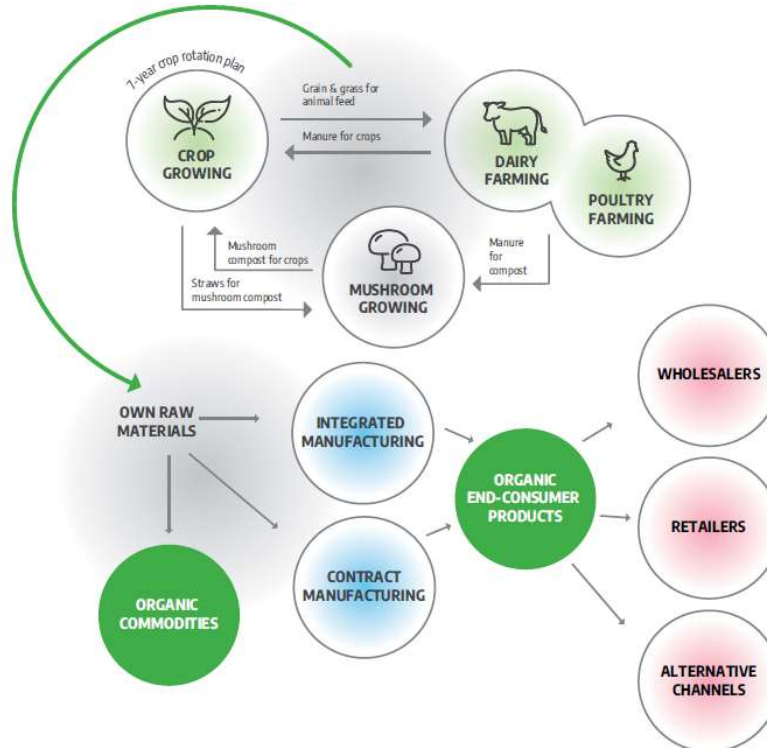 7-year crop rotation plan
Grain & grass for
animal feed
Manure for crops
CROP
GROWING
DAIRY
FARMING
POULTRY
FARMING
Mushroom
compost for crops
Straws for
mushroom compost
MUSHROOM
GROWING
Manure
for
compost
OWN RAW
MATERIALS
INTEGRATED
MANUFACTURING
WHOLESALERS
ORGANIC
END-CONSUMER
PRODUCTS
RETAILERS
CONTRACT
MANUFACTURING
ORGANIC
COMMODITIES
ALTERNATIVE
CHANNELS